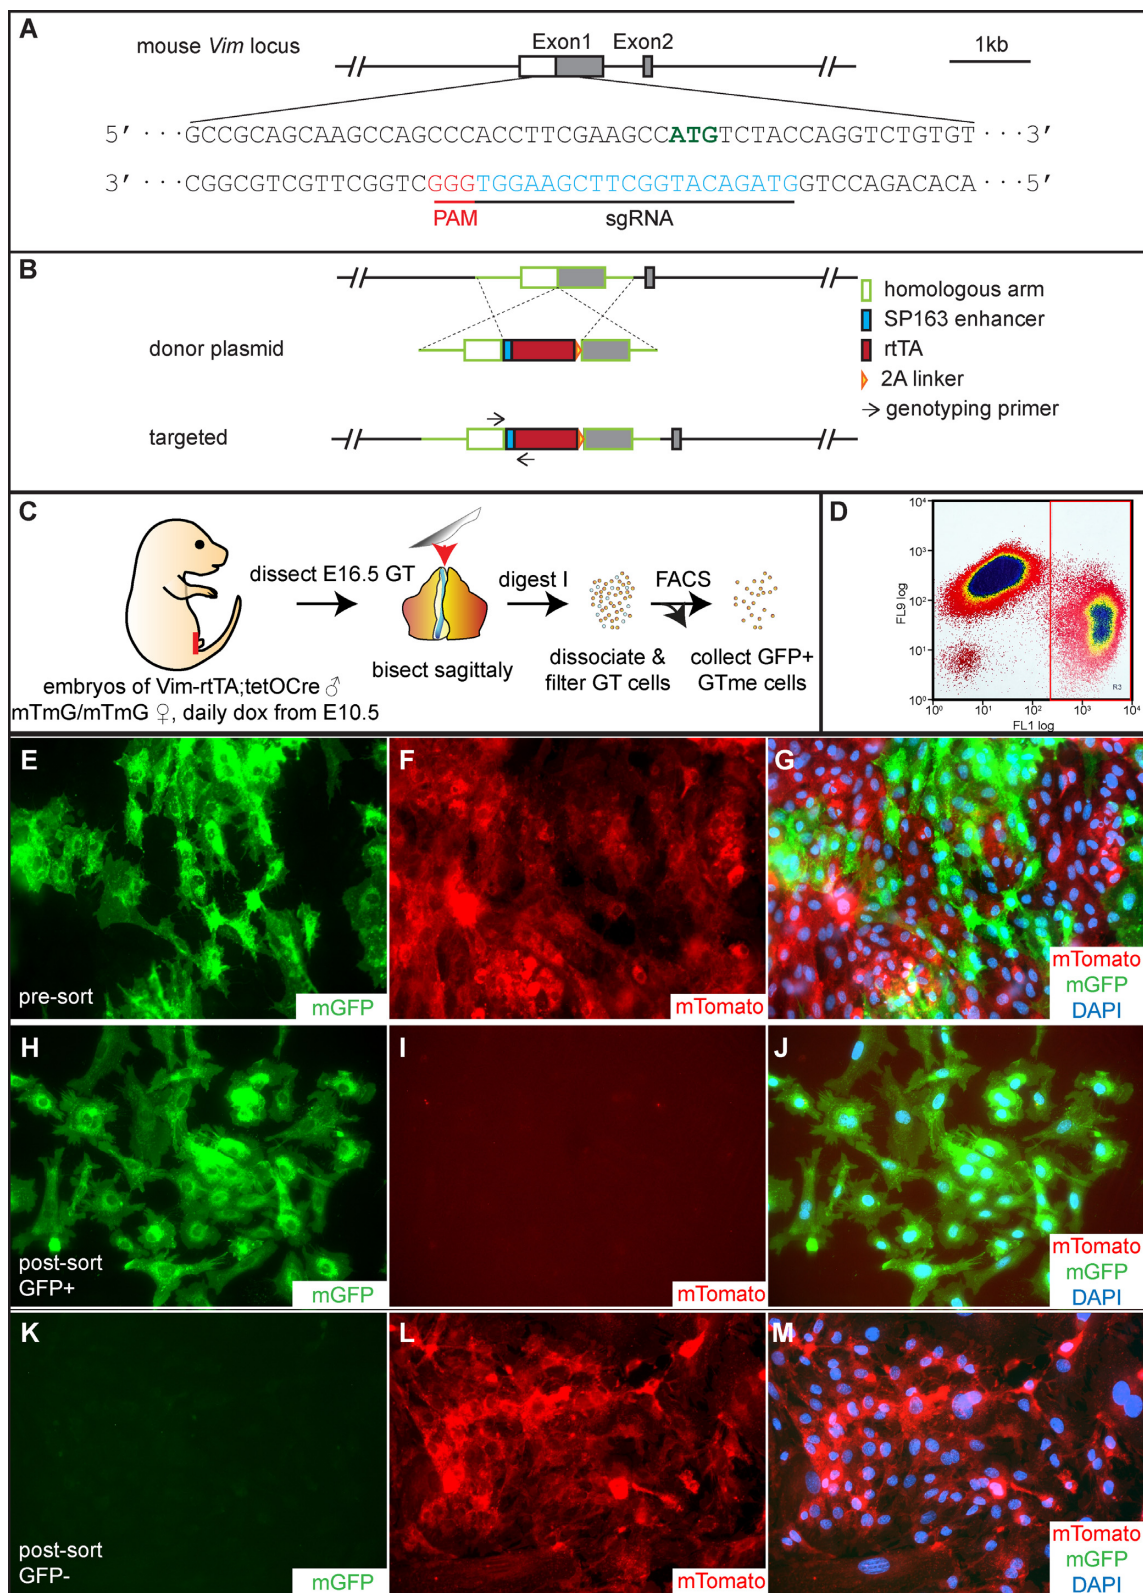 A
mouse Vim locus
Exon1 Exon2
1kb
5' ··· GCCGCAGCAAGCCAGCCCACCTTCGAAGCCATGTCTACCAGGTCTGTGT ··· 3'
3' ··· CGGCGTCGTTCGGTCGGGTGGAAGCTTCGGTACAGATGGTCCAGACACA ··· 5'
PAM sgRNA
B
donor plasmid
targeted
homologous arm
SP163 enhancer
rtTA
2A linker
genotyping primer
C
dissect E16.5 GT
digest I
FACS
bisect sagittaly
dissociate &
filter GT cells
collect GFP+
GTme cells
embryos of Vim-rtTA;tetOCre ♂
mTmG/mTmG ♀, daily dox from E10.5
D
FL9 log
10⁴
10³
10²
10¹
10⁰
10⁰ 10¹ 10² 10³ 10⁴
FL1 log
R3
E
pre-sort
mGFP
F
mTomato
G
mTomato
mGFP
DAPI
H
post-sort
GFP+
mGFP
I
mTomato
J
mTomato
mGFP
DAPI
K
post-sort
GFP-
mGFP
L
mTomato
M
mTomato
mGFP
DAPI